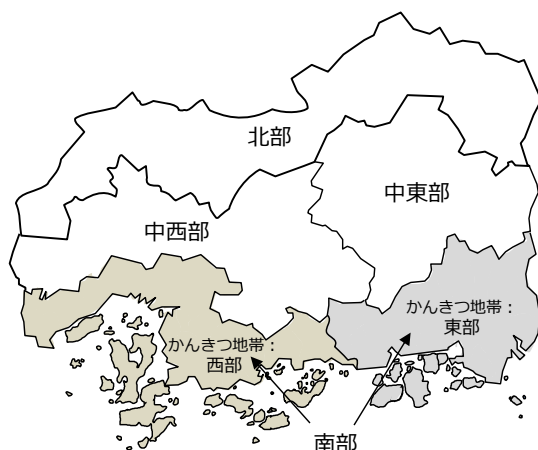 北部
中東部
中西部
かんきつ地帯：
東部
かんきつ地帯：
西部
南部